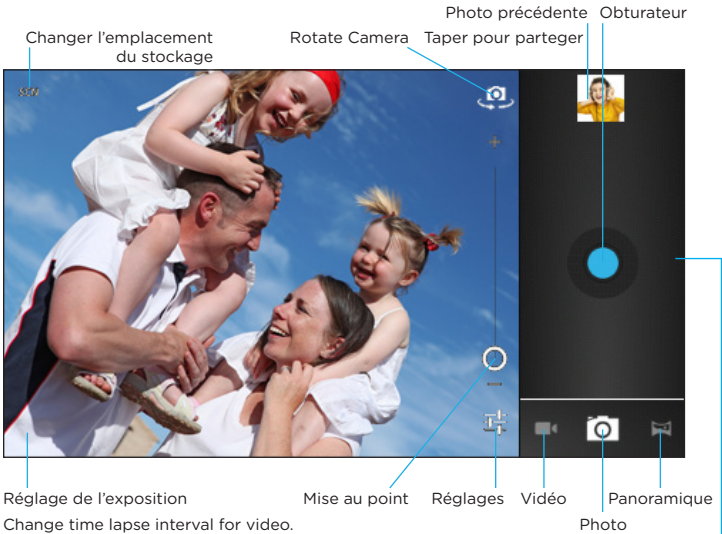 Photo précédente Obturateur
Changer l'emplacement
du stockage
Rotate Camera
Taper pour parteger
Réglage de l'exposition
Change time lapse interval for video.
Mise au point
Réglages
Vidéo
Panoramique
Photo